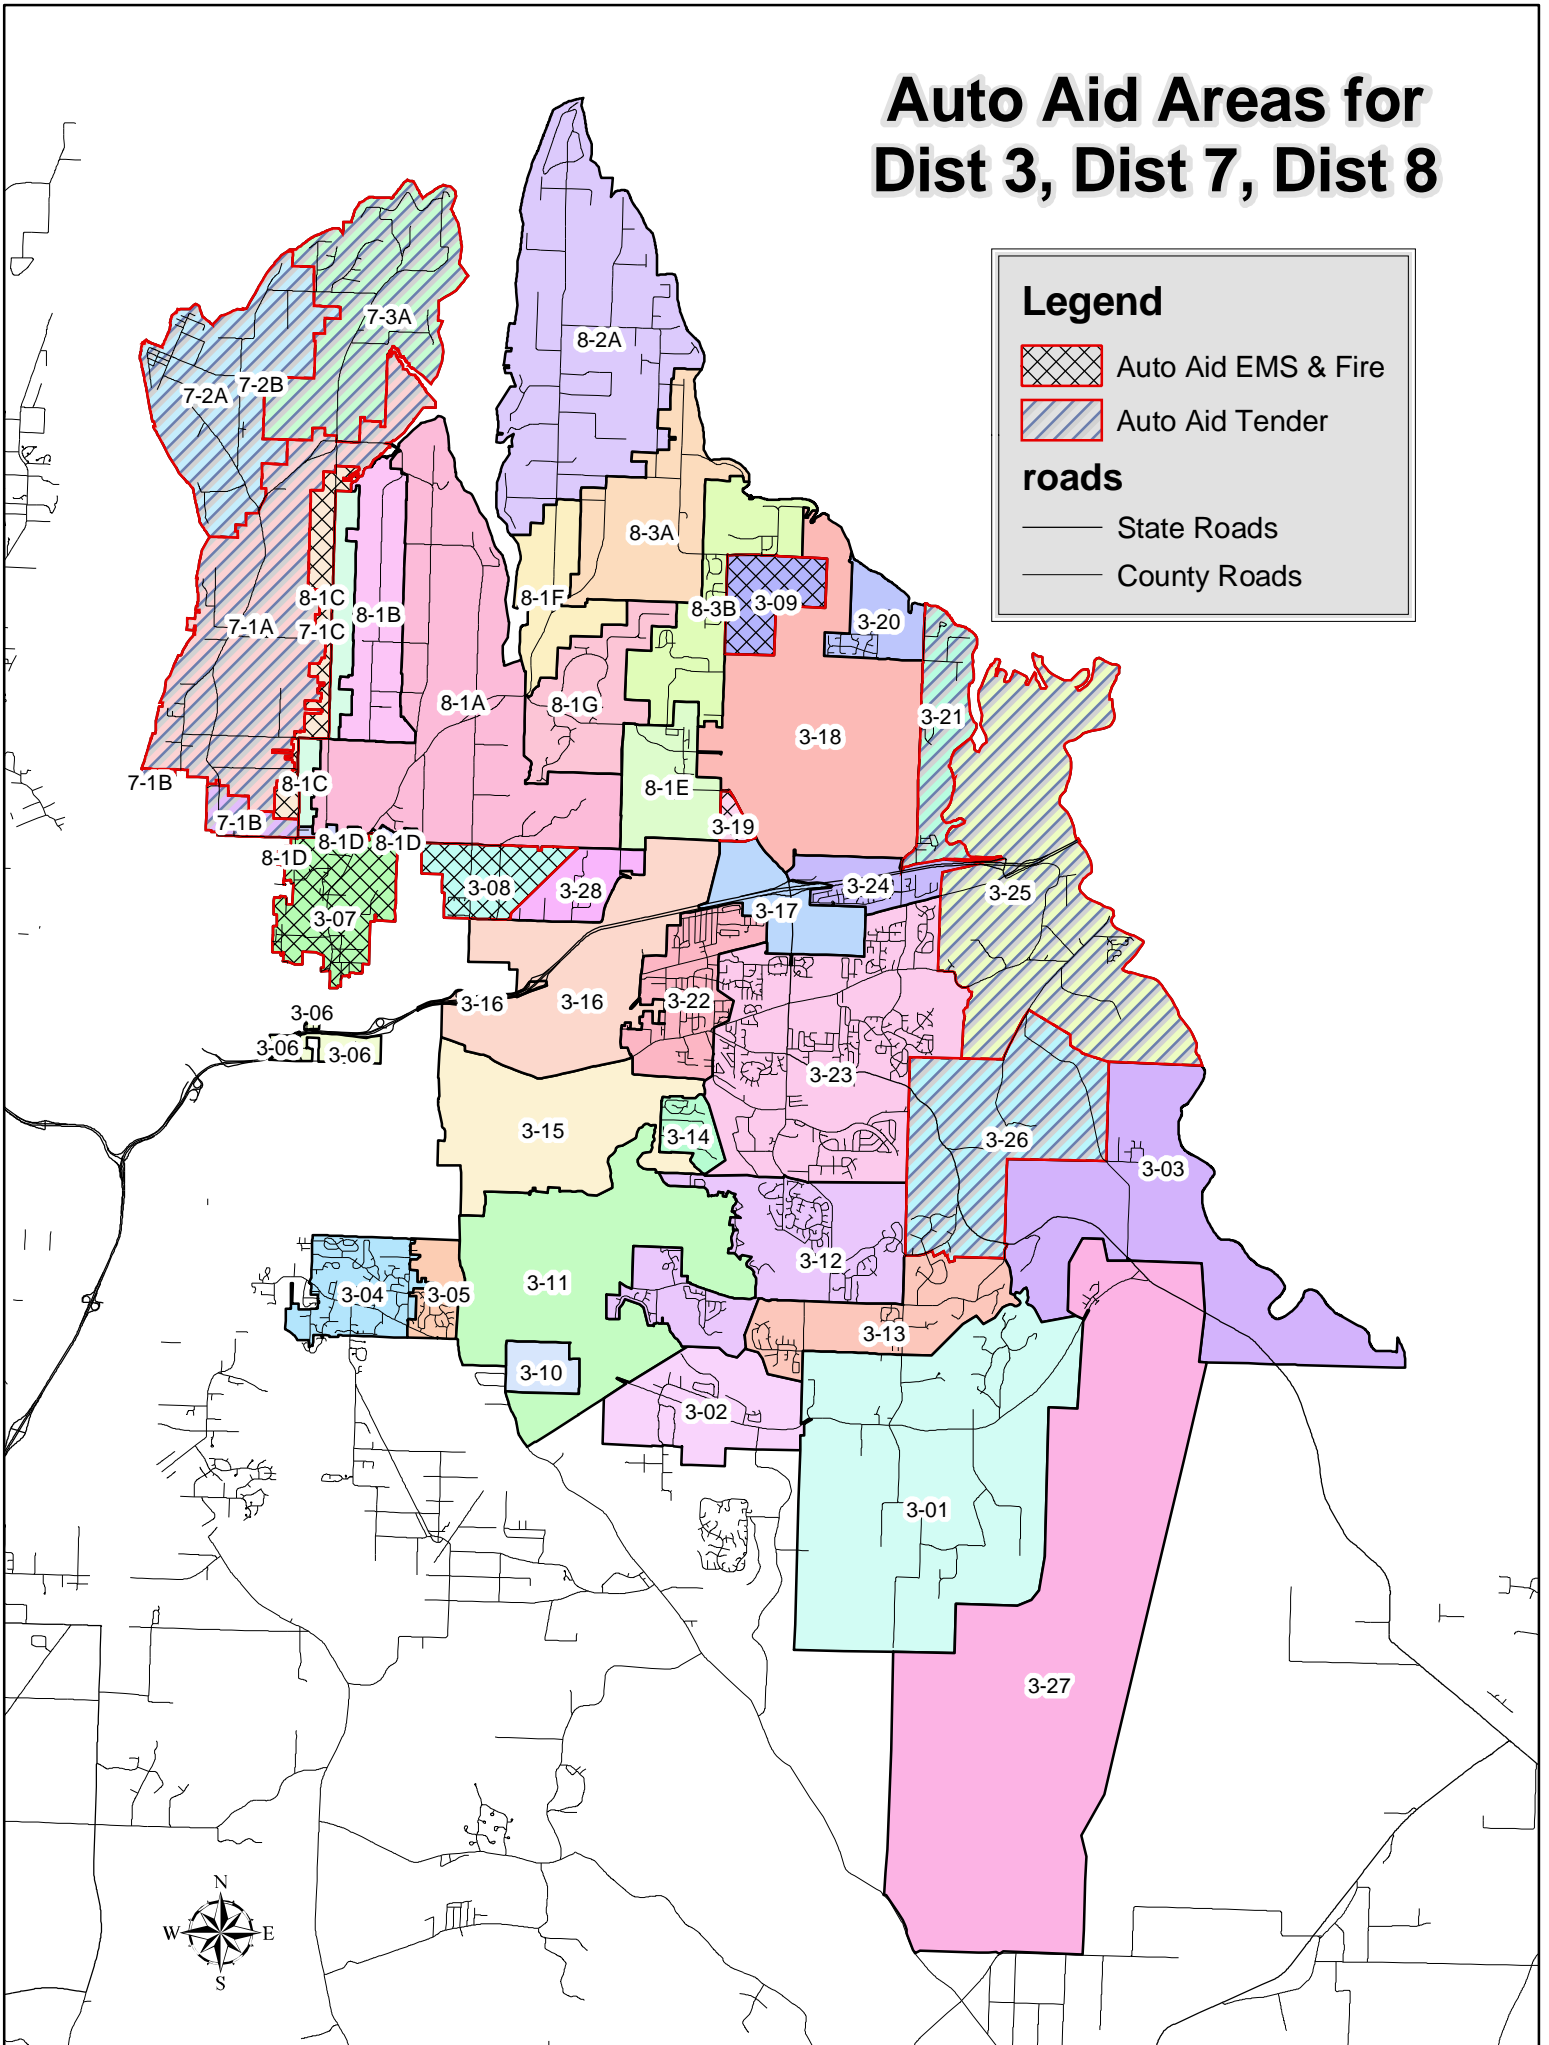 Auto Aid Areas for
Dist 3, Dist 7, Dist 8
Legend
Auto Aid EMS & Fire
Auto Aid Tender
roads
State Roads
County Roads
7-3A
8-2A
7-2A
7-2B
8-3A
8-1C
8-1F
8-1B
8-3B
3-09
7-1A
7-1C
3-20
8-1A
8-1G
3-21
3-18
7-1B
8-1C
8-1E
7-1B
3-19
8-1D
8-1D
8-1D
3-08
3-28
3-24
3-25
3-07
3-17
3-16
3-16
3-22
3-06
3-06
3-06
3-23
3-15
3-14
3-26
3-03
3-12
3-11
3-04
3-05
3-13
3-10
3-02
3-01
3-27
N
W E
S